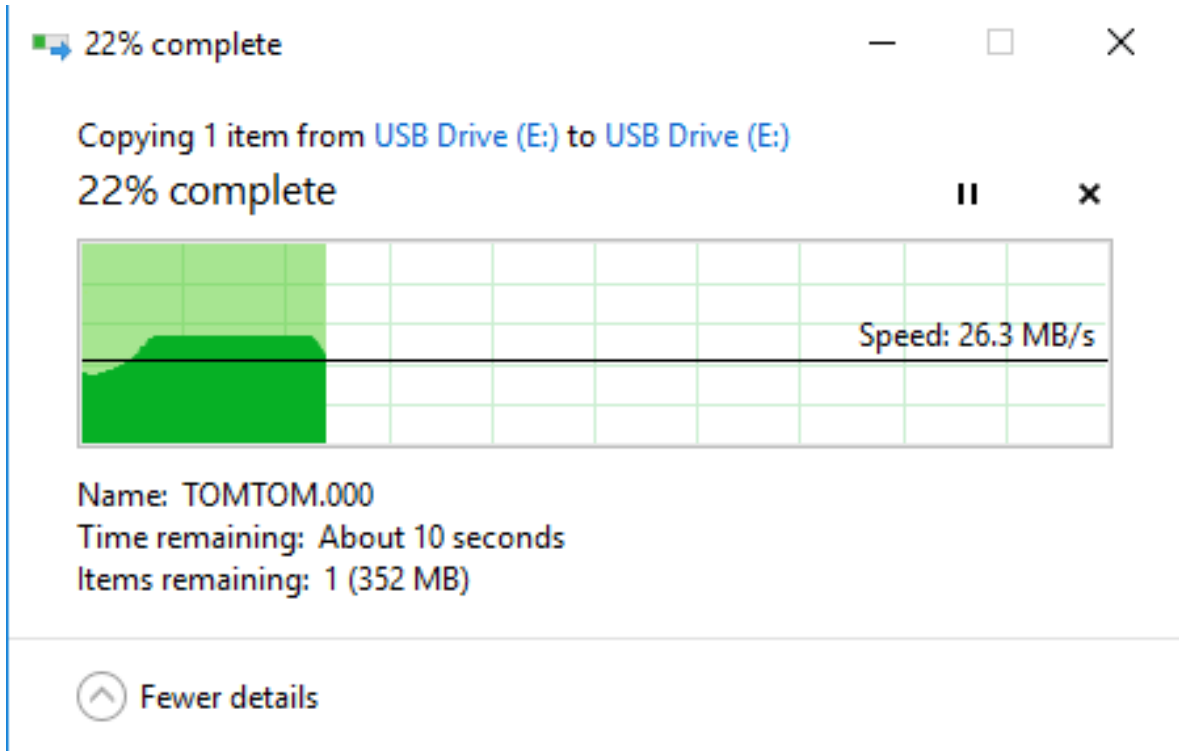 22% complete
Copying 1 item from USB Drive (E:) to USB Drive (E:)
22% complete
Speed: 26.3 MB/s
Name: TOMTOM.000
Time remaining: About 10 seconds
Items remaining: 1 (352 MB)
Fewer details